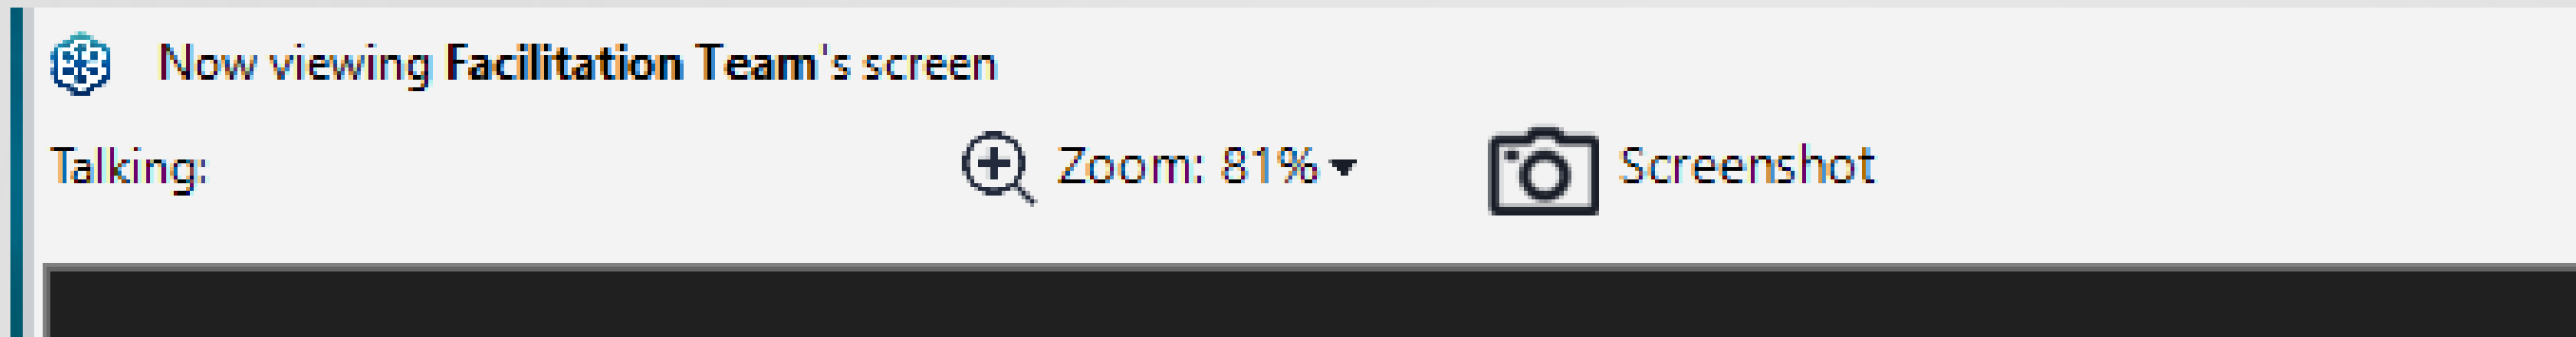 Now viewing Facilitation Team's screen
Talking: Zoom: 81% Screenshot